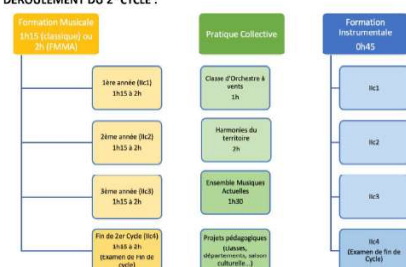 DÉROULEMENT DU 2e CYCLE :
Formation Musicale
1h15 (classique) ou
2h (FMMA)
1ère année (IIc1)
1h15 à 2h
2ème année (IIc2)
1h15 à 2h
3ème année (IIc3)
1h15 à 2h
Fin de 2er Cycle (IIc4)
1h15 à 2h
(Examen de Fin de
cycle)
Pratique Collective
Classe d'Orchestre à
vents
1h
Harmonies du
territoire
2h
Ensemble Musiques
Actuelles
1h30
Projets pédagogiques
(classes,
départements, saison
culturelle...)
Formation
Instrumentale
0h45
IIc1
IIc2
IIc3
IIc4
(Examen de fin de
Cycle)